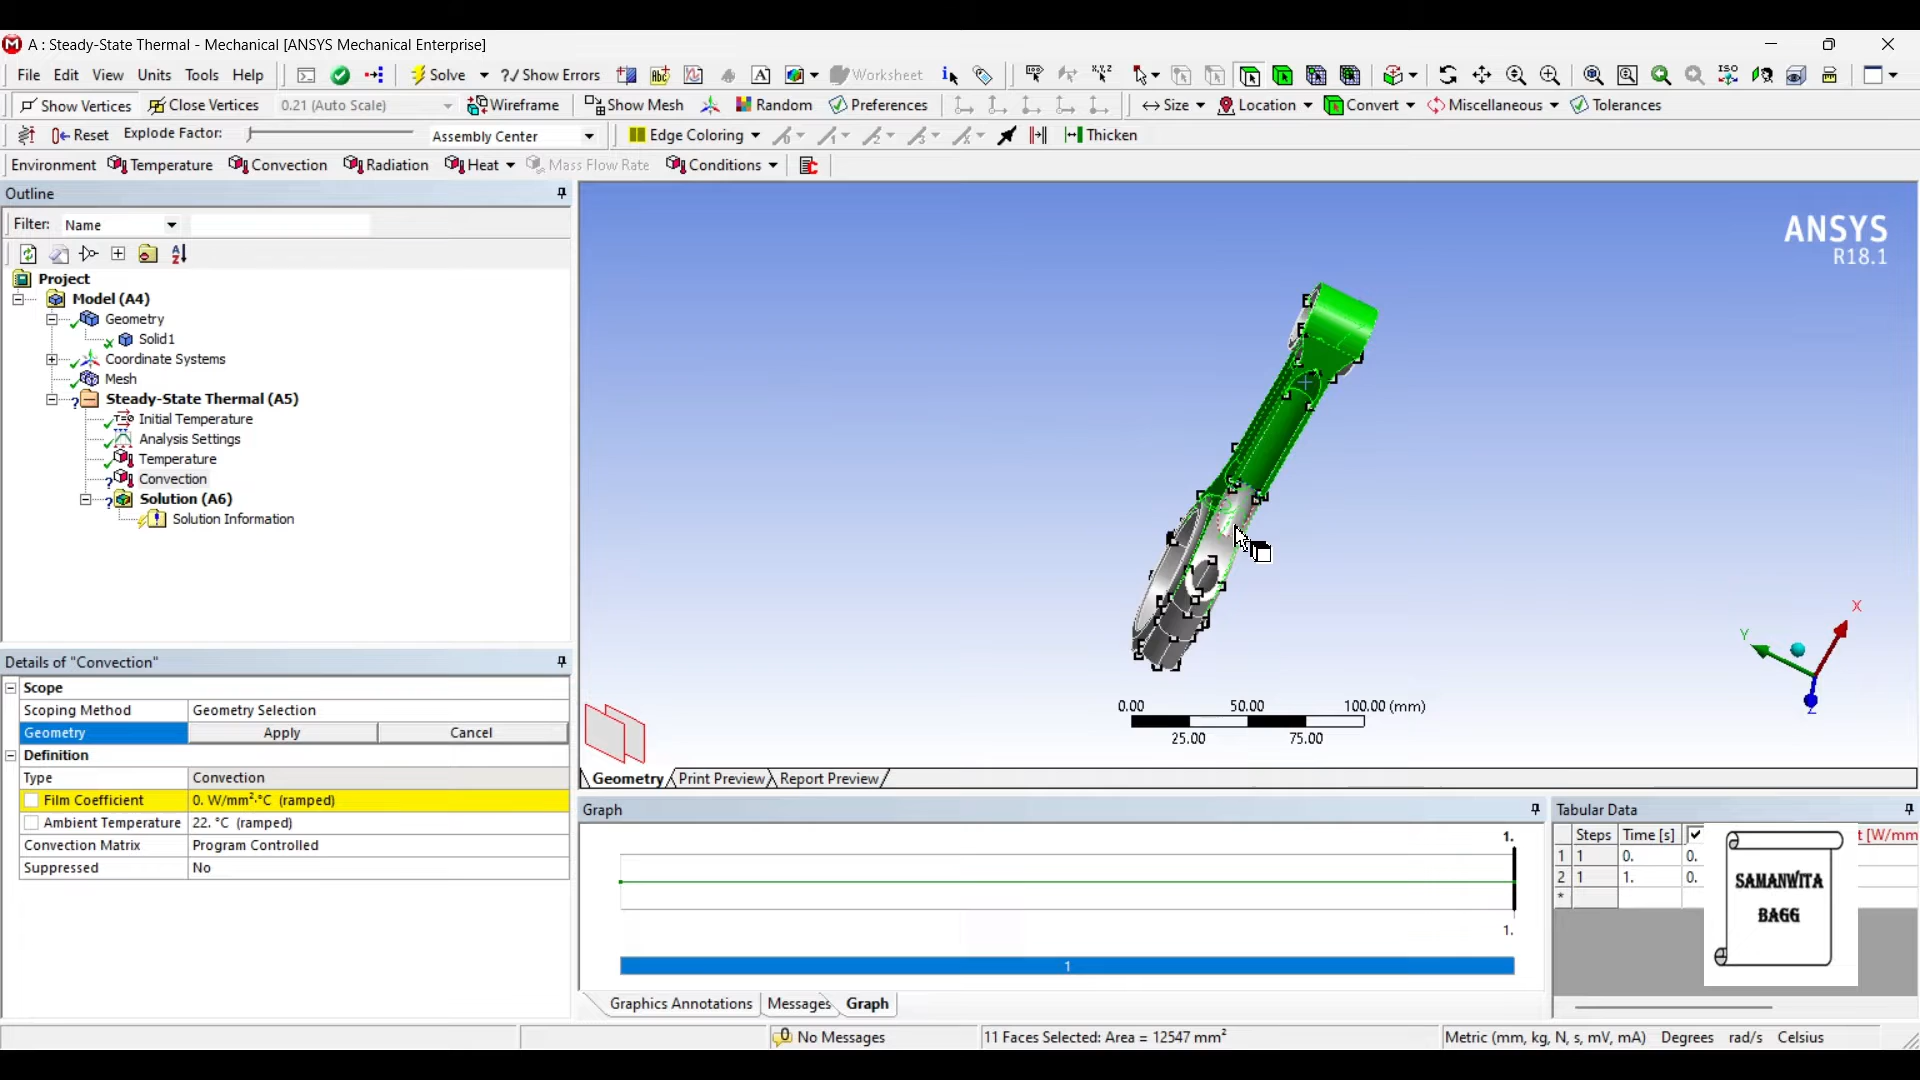 A : Steady-State Thermal - Mechanical [ANSYS Mechanical Enterprise]
File Edit View Units Tools Help Solve ?/ Show Errors Worksheet
Show Vertices Close Vertices 0.21 (Auto Scale) Wireframe Show Mesh Random Preferences Size Location Convert Miscellaneous Tolerances
Reset Explode Factor: Assembly Center Edge Coloring Thicken
Environment Temperature Convection Radiation Heat Mass Flow Rate Conditions
Outline
Filter: Name
Project
Model (A4)
Geometry
Solid1
Coordinate Systems
Mesh
Steady-State Thermal (A5)
Initial Temperature
Analysis Settings
Temperature
Convection
Solution (A6)
Solution Information
Details of "Convection"
Scope
Scoping Method Geometry Selection
Geometry Apply Cancel
Definition
Type Convection
Film Coefficient 0. W/mm²·°C (ramped)
Ambient Temperature 22. °C (ramped)
Convection Matrix Program Controlled
Suppressed No
ANSYS
R18.1
X
Y
Z
0.00 50.00 100.00 (mm)
25.00 75.00
Geometry Print Preview Report Preview
Graph
1.
1.
1
Graphics Annotations Messages Graph
Tabular Data
Steps Time [s] t [W/mm
1 1 0. 0.
2 1 1. 0.
*
SAMANWITA
BAGG
No Messages 11 Faces Selected: Area = 12547 mm² Metric (mm, kg, N, s, mV, mA) Degrees rad/s Celsius